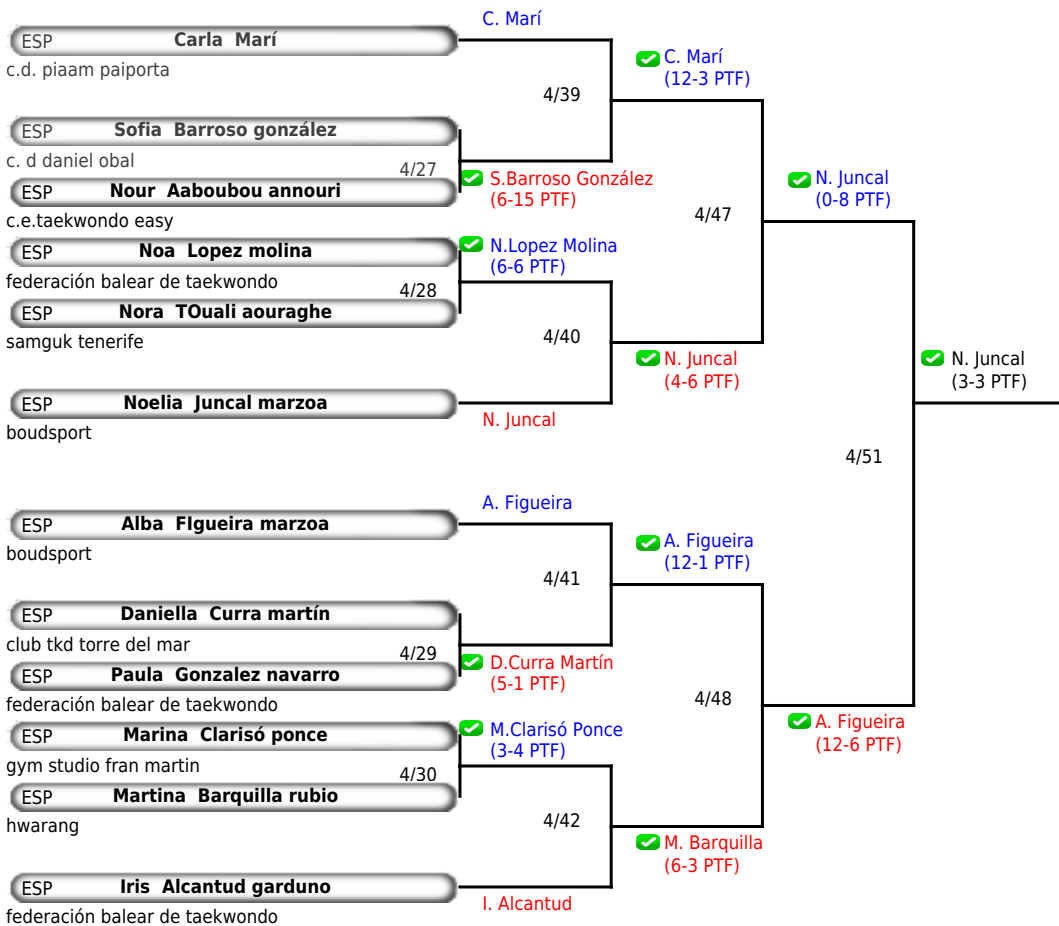 C. Marí
ESP Carla Marí
c.d. piaam paiporta
C. Marí
(12-3 PTF)
4/39
ESP Sofia Barroso gonzález
c. d daniel obal
4/27
S.Barroso González
(6-15 PTF)
N. Juncal
(0-8 PTF)
ESP Nour Aaboubou annouri
c.e.taekwondo easy
4/47
ESP Noa Lopez molina
N.Lopez Molina
(6-6 PTF)
federación balear de taekwondo
4/28
ESP Nora TOuali aouraghe
samguk tenerife
4/40
N. Juncal
(4-6 PTF)
N. Juncal
(3-3 PTF)
ESP Noelia Juncal marzoa
boudsport
N. Juncal
4/51
A. Figueira
ESP Alba FIgueira marzoa
boudsport
A. Figueira
(12-1 PTF)
4/41
ESP Daniella Curra martín
club tkd torre del mar
4/29
D.Curra Martín
(5-1 PTF)
ESP Paula Gonzalez navarro
federación balear de taekwondo
4/48
ESP Marina Clarisó ponce
M.Clarisó Ponce
(3-4 PTF)
A. Figueira
(12-6 PTF)
gym studio fran martin
4/30
ESP Martina Barquilla rubio
hwarang
4/42
M. Barquilla
(6-3 PTF)
ESP Iris Alcantud garduno
federación balear de taekwondo
I. Alcantud